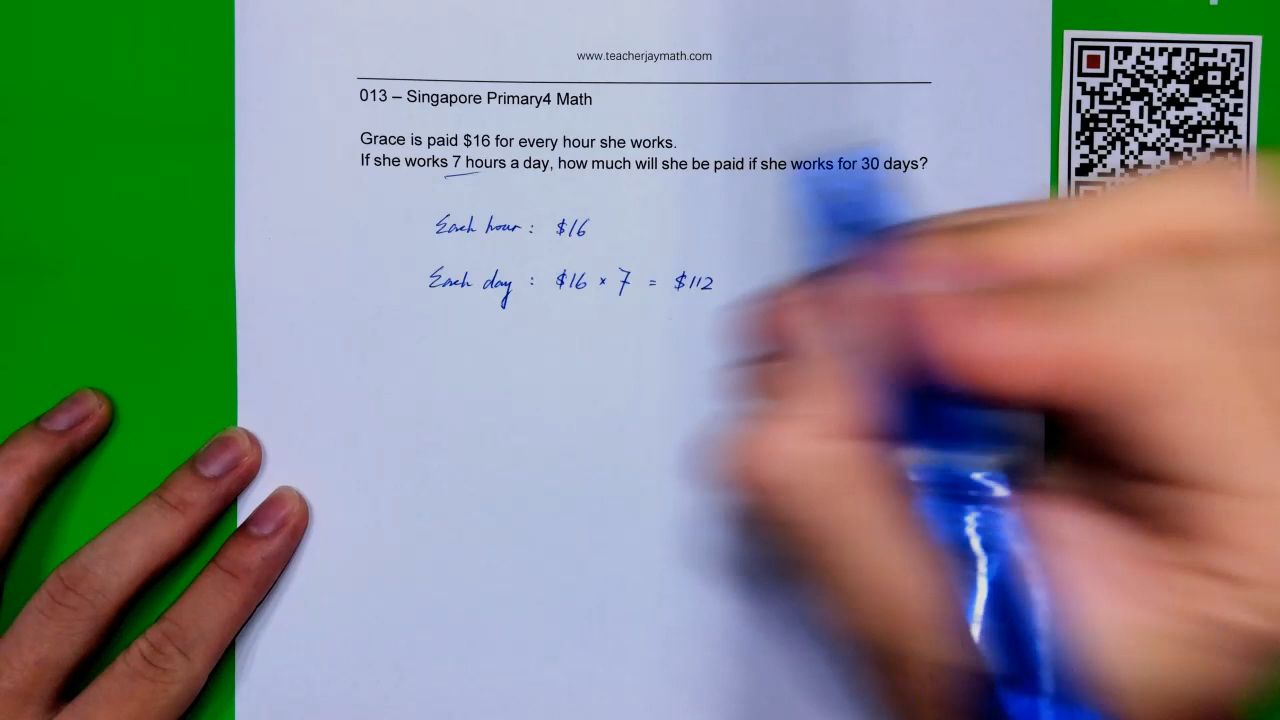 www.teacherjaymath.com
013 – Singapore Primary4 Math
Grace is paid $16 for every hour she works.
If she works 7 hours a day, how much will she be paid if she works for 30 days?
Each hour : $16
Each day : $16 × 7 = $112